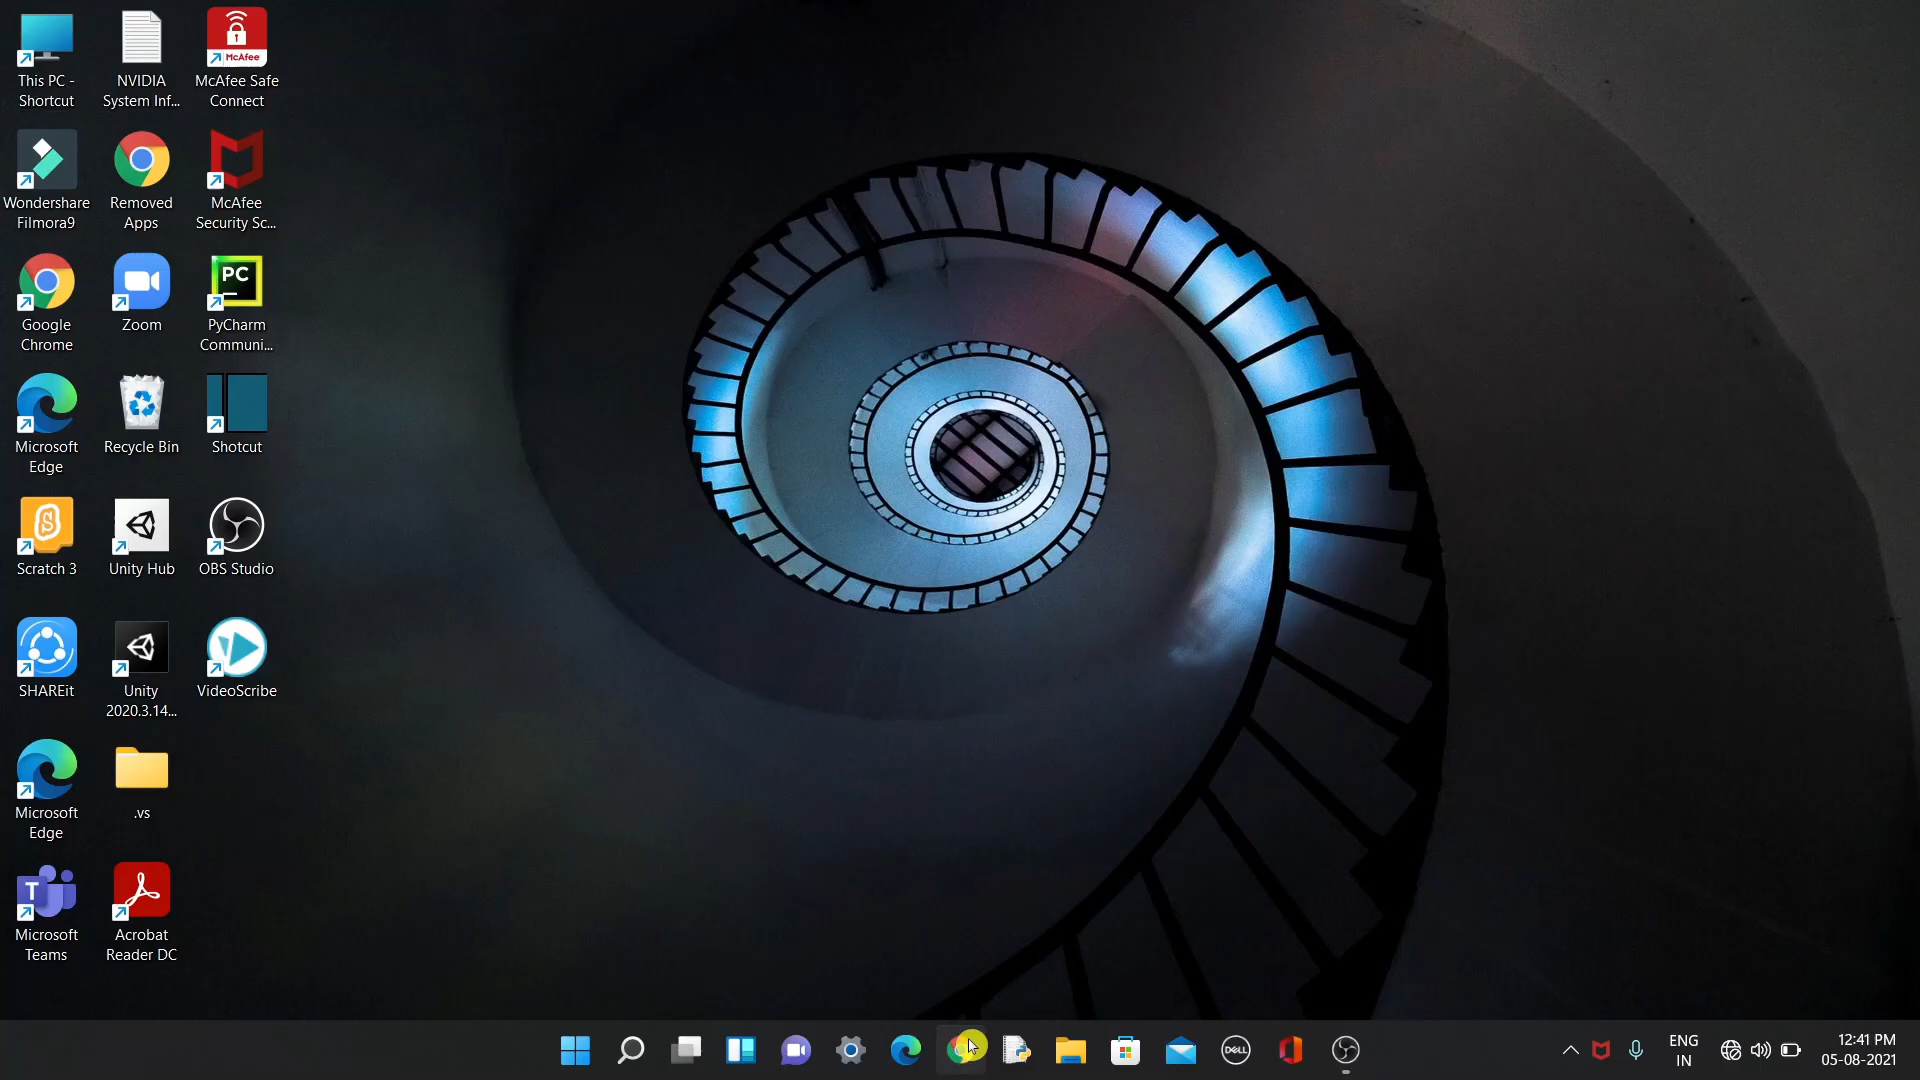 This PC -
Shortcut
NVIDIA
System Inf...
McAfee
McAfee Safe
Connect
Wondershare
Filmora9
Removed
Apps
McAfee
Security Sc...
Google
Chrome
Zoom
PC
PyCharm
Communi...
Microsoft
Edge
Recycle Bin
Shotcut
S
Scratch 3
Unity Hub
OBS Studio
SHAREit
Unity
2020.3.14...
VideoScribe
Microsoft
Edge
.vs
T
Microsoft
Teams
Acrobat
Reader DC
DELL
ENG
IN
12:41 PM
05-08-2021